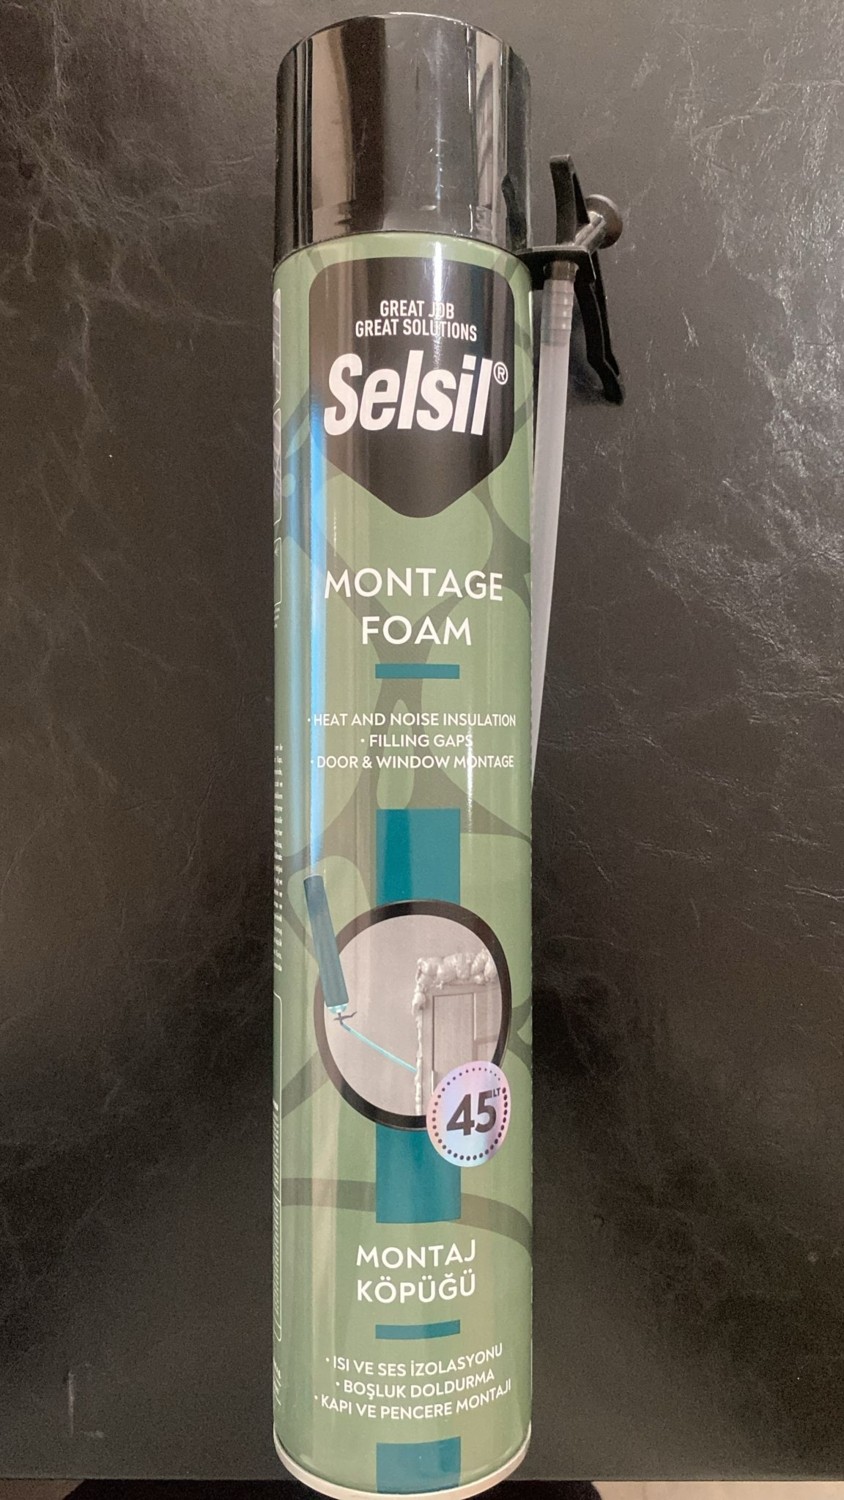 GREAT JOB
GREAT SOLUTIONS
Selsil®
MONTAGE
FOAM
• HEAT AND NOISE INSULATION
• FILLING GAPS
• DOOR & WINDOW MONTAGE
45 LT
MONTAJ
KÖPÜĞÜ
• ISI VE SES İZOLASYONU
• BOŞLUK DOLDURMA
• KAPI VE PENCERE MONTAJI